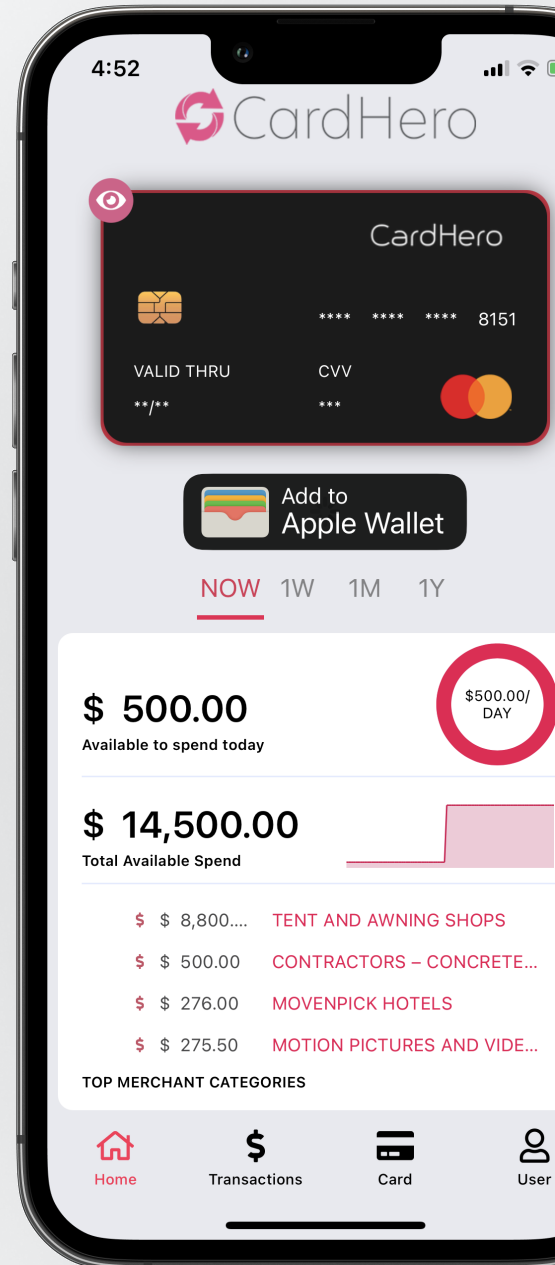 4:52
CardHero
CardHero
**** **** **** 8151
VALID THRU CVV
**/** ***
Add to
Apple Wallet
NOW 1W 1M 1Y
$ 500.00
Available to spend today
$500.00/
DAY
$ 14,500.00
Total Available Spend
$ $ 8,800.... TENT AND AWNING SHOPS
$ $ 500.00 CONTRACTORS – CONCRETE...
$ $ 276.00 MOVENPICK HOTELS
$ $ 275.50 MOTION PICTURES AND VIDE...
TOP MERCHANT CATEGORIES
Home Transactions Card User